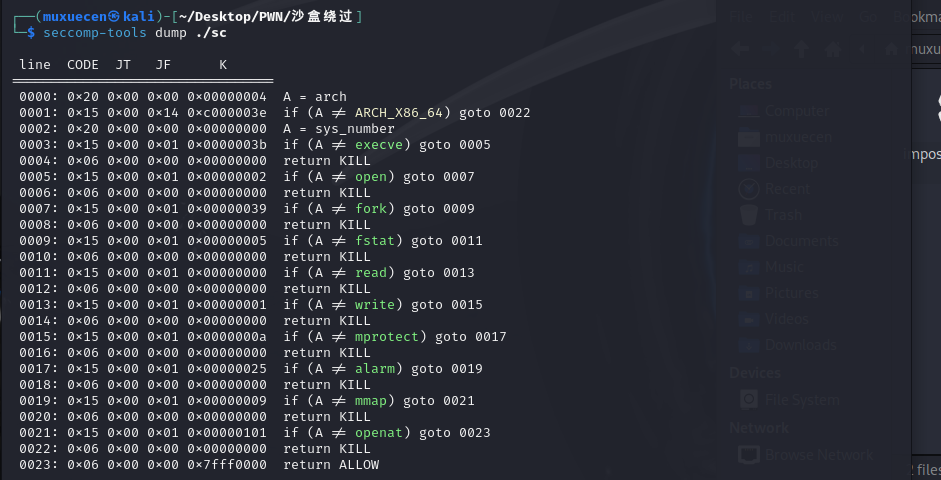 ┌──(muxuecen㉿kali)-[~/Desktop/PWN/沙盒绕过]
└─$ seccomp-tools dump ./sc
line CODE JT JF K
=================================
0000: 0×20 0×00 0×00 0×00000004 A = arch
0001: 0×15 0×00 0×14 0×c000003e if (A ≠ ARCH_X86_64) goto 0022
0002: 0×20 0×00 0×00 0×00000000 A = sys_number
0003: 0×15 0×00 0×01 0×0000003b if (A ≠ execve) goto 0005
0004: 0×06 0×00 0×00 0×00000000 return KILL
0005: 0×15 0×00 0×01 0×00000002 if (A ≠ open) goto 0007
0006: 0×06 0×00 0×00 0×00000000 return KILL
0007: 0×15 0×00 0×01 0×00000039 if (A ≠ fork) goto 0009
0008: 0×06 0×00 0×00 0×00000000 return KILL
0009: 0×15 0×00 0×01 0×00000005 if (A ≠ fstat) goto 0011
0010: 0×06 0×00 0×00 0×00000000 return KILL
0011: 0×15 0×00 0×01 0×00000000 if (A ≠ read) goto 0013
0012: 0×06 0×00 0×00 0×00000000 return KILL
0013: 0×15 0×00 0×01 0×00000001 if (A ≠ write) goto 0015
0014: 0×06 0×00 0×00 0×00000000 return KILL
0015: 0×15 0×00 0×01 0×0000000a if (A ≠ mprotect) goto 0017
0016: 0×06 0×00 0×00 0×00000000 return KILL
0017: 0×15 0×00 0×01 0×00000025 if (A ≠ alarm) goto 0019
0018: 0×06 0×00 0×00 0×00000000 return KILL
0019: 0×15 0×00 0×01 0×00000009 if (A ≠ mmap) goto 0021
0020: 0×06 0×00 0×00 0×00000000 return KILL
0021: 0×15 0×00 0×01 0×00000101 if (A ≠ openat) goto 0023
0022: 0×06 0×00 0×00 0×00000000 return KILL
0023: 0×06 0×00 0×00 0×7fff0000 return ALLOW
File Edit View Go Bookma
muxu
Places
Computer
muxuecen
Desktop
Recent
Trash
Documents
Music
Pictures
Videos
Downloads
Devices
File System
Network
Browse Network
impos
files